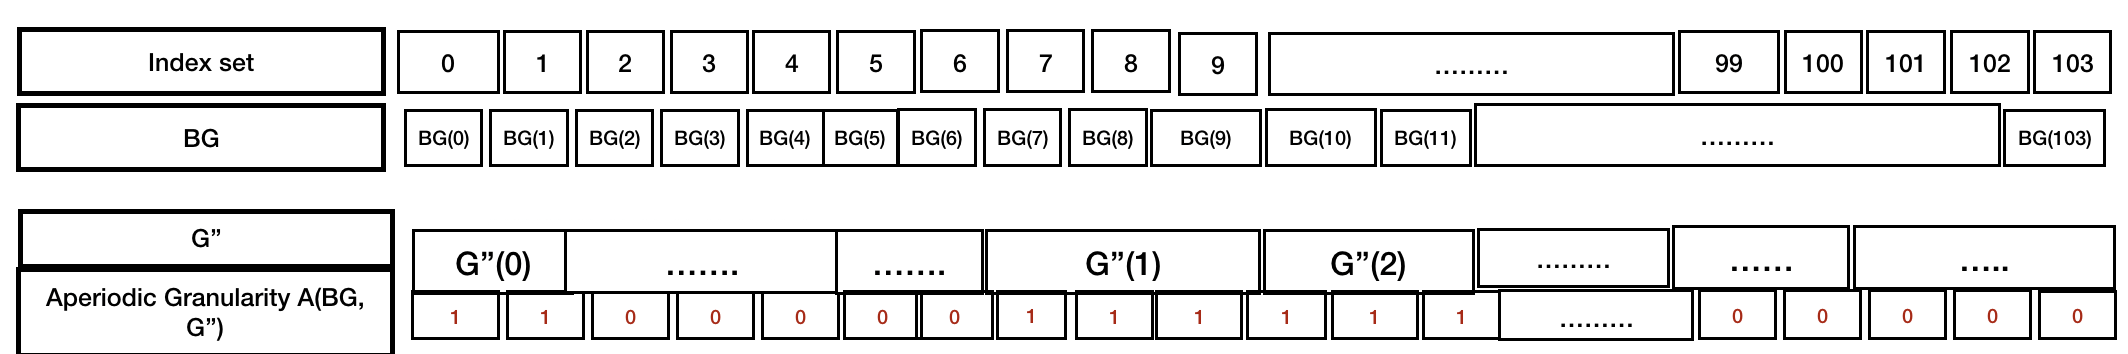 Index set 0 1 2 3 4 5 6 7 8 9 ......... 99 100 101 102 103
BG BG(0) BG(1) BG(2) BG(3) BG(4) BG(5) BG(6) BG(7) BG(8) BG(9) BG(10) BG(11) ......... BG(103)
G” G”(0) ....... ....... G”(1) G”(2) ......... ...... .....
Aperiodic Granularity A(BG,
G”) 1 1 0 0 0 0 0 1 1 1 1 1 1 ......... 0 0 0 0 0